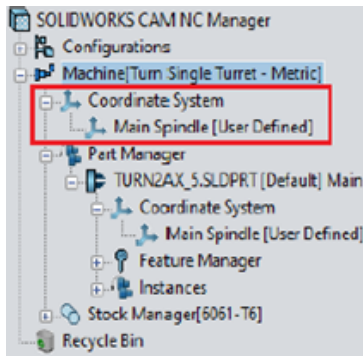 SOLIDWORKS CAM NC Manager
Configurations
Machine[Turn Single Turret - Metric]
Coordinate System
Main Spindle [User Defined]
Part Manager
TURN2AX_5.SLDPRT [Default] Main
Coordinate System
Main Spindle [User Defined]
Feature Manager
Instances
Stock Manager[6061-T6]
Recycle Bin